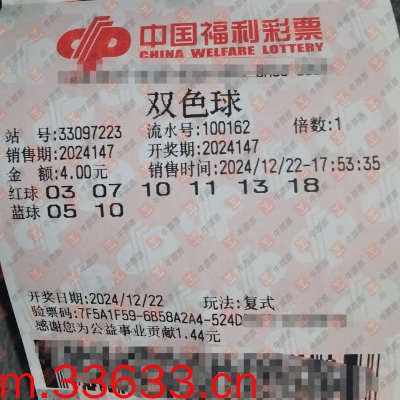 中国福利彩票
CHINA WELFARE LOTTERY
双色球
站 号:33097223 流水号:100162 倍数:1
销售期:2024147 开奖期:2024147
金 额:4.00元 销售时间:2024/12/22-17:53:35
红球 03 07 10 11 13 18
蓝球 05 10
开奖日期:2024/12/22 玩法:复式
验票码:7F5A1F59-6B58A2A4-524D
感谢您为公益事业贡献1.44元
m.33633.cn